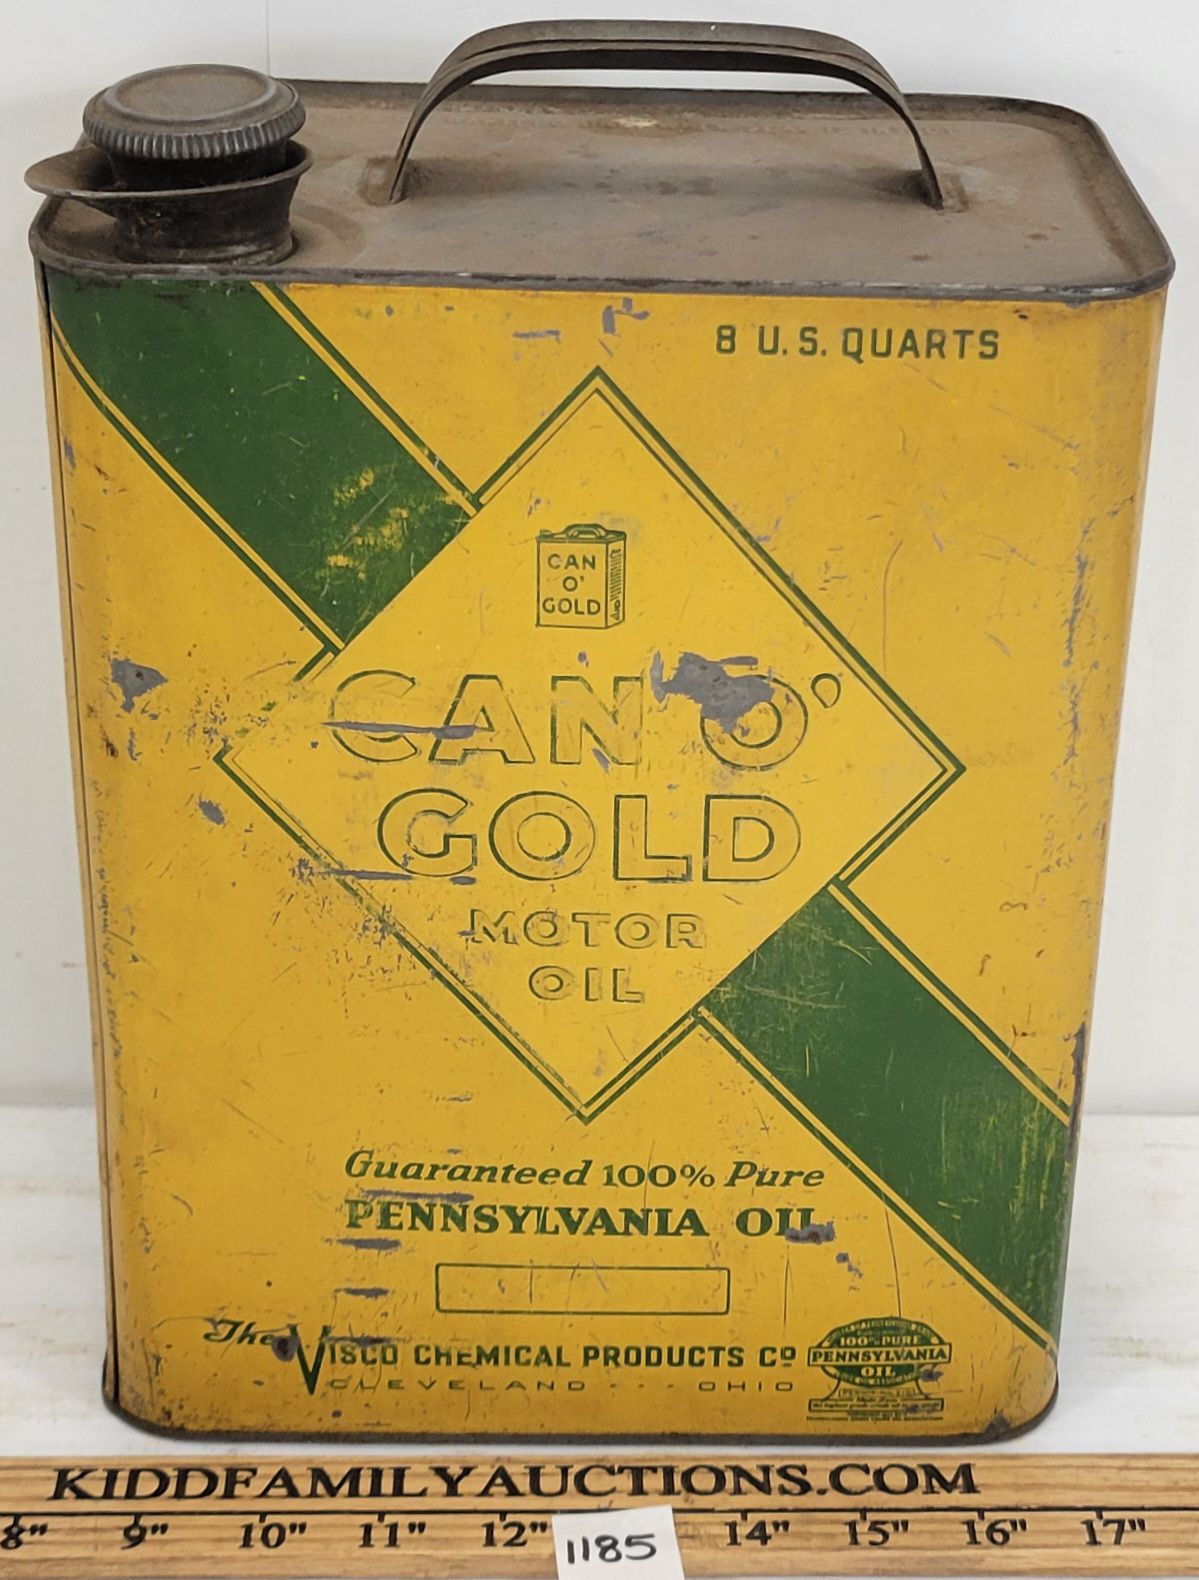 8 U.S. QUARTS
CAN
O'
GOLD
CAN O'
GOLD
MOTOR
OIL
Guaranteed 100% Pure
PENNSYLVANIA OIL
The VISCO CHEMICAL PRODUCTS CO
CLEVELAND --- OHIO
100% PURE
PENNSYLVANIA
OIL
KIDDFAMILYAUCTIONS.COM
8" 9" 10" 11" 12" 14" 15" 16" 17"
1185